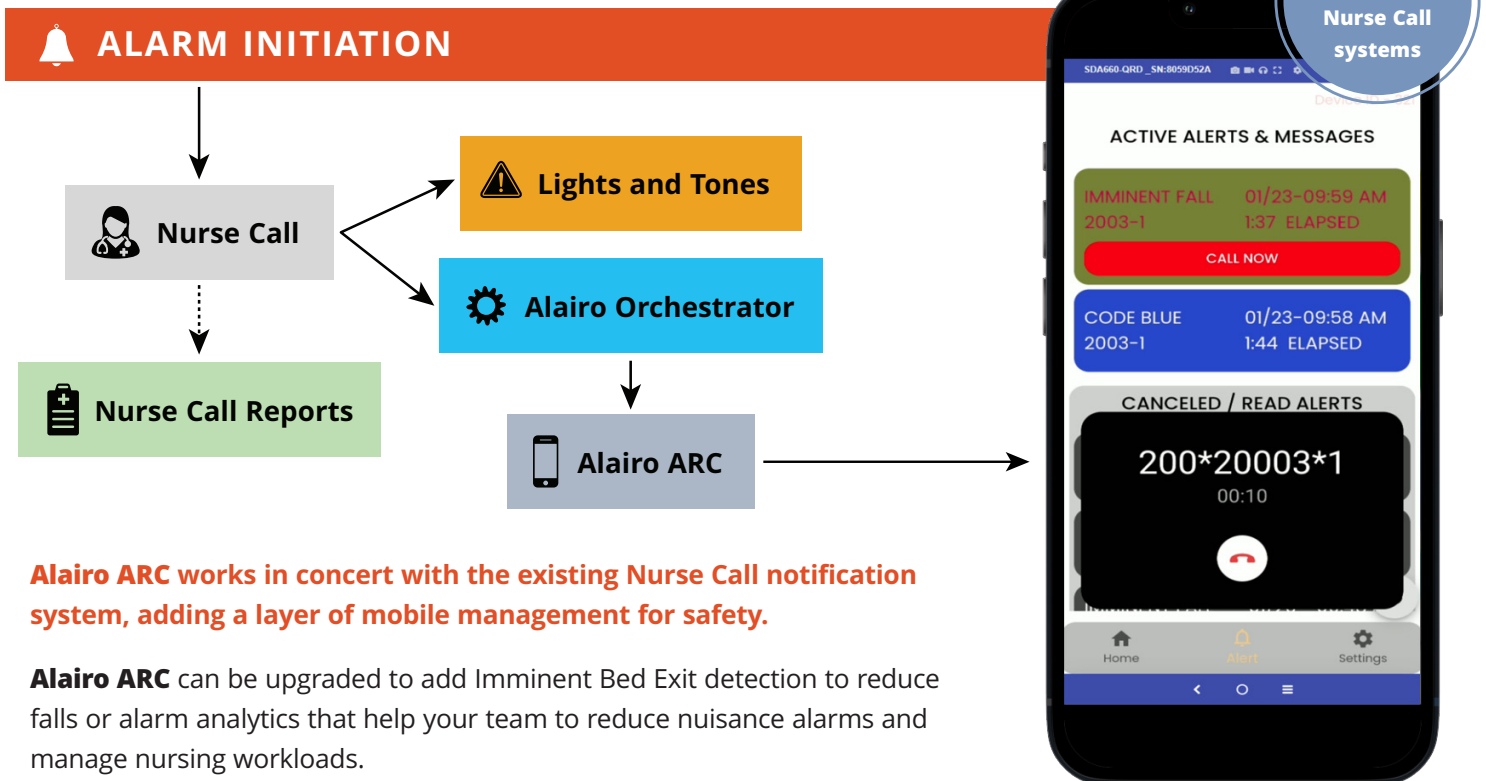 ALARM INITIATION
Nurse Call
Lights and Tones
Alairo Orchestrator
Nurse Call Reports
Alairo ARC
Alairo ARC works in concert with the existing Nurse Call notification
system, adding a layer of mobile management for safety.
Alairo ARC can be upgraded to add Imminent Bed Exit detection to reduce
falls or alarm analytics that help your team to reduce nuisance alarms and
manage nursing workloads.
Nurse Call
systems
SDA660-QRD _SN:8059D52A
ACTIVE ALERTS & MESSAGES
IMMINENT FALL 01/23-09:59 AM
2003-1 1:37 ELAPSED
CALL NOW
CODE BLUE 01/23-09:58 AM
2003-1 1:44 ELAPSED
CANCELED / READ ALERTS
200*20003*1
00:10
Home Alert Settings